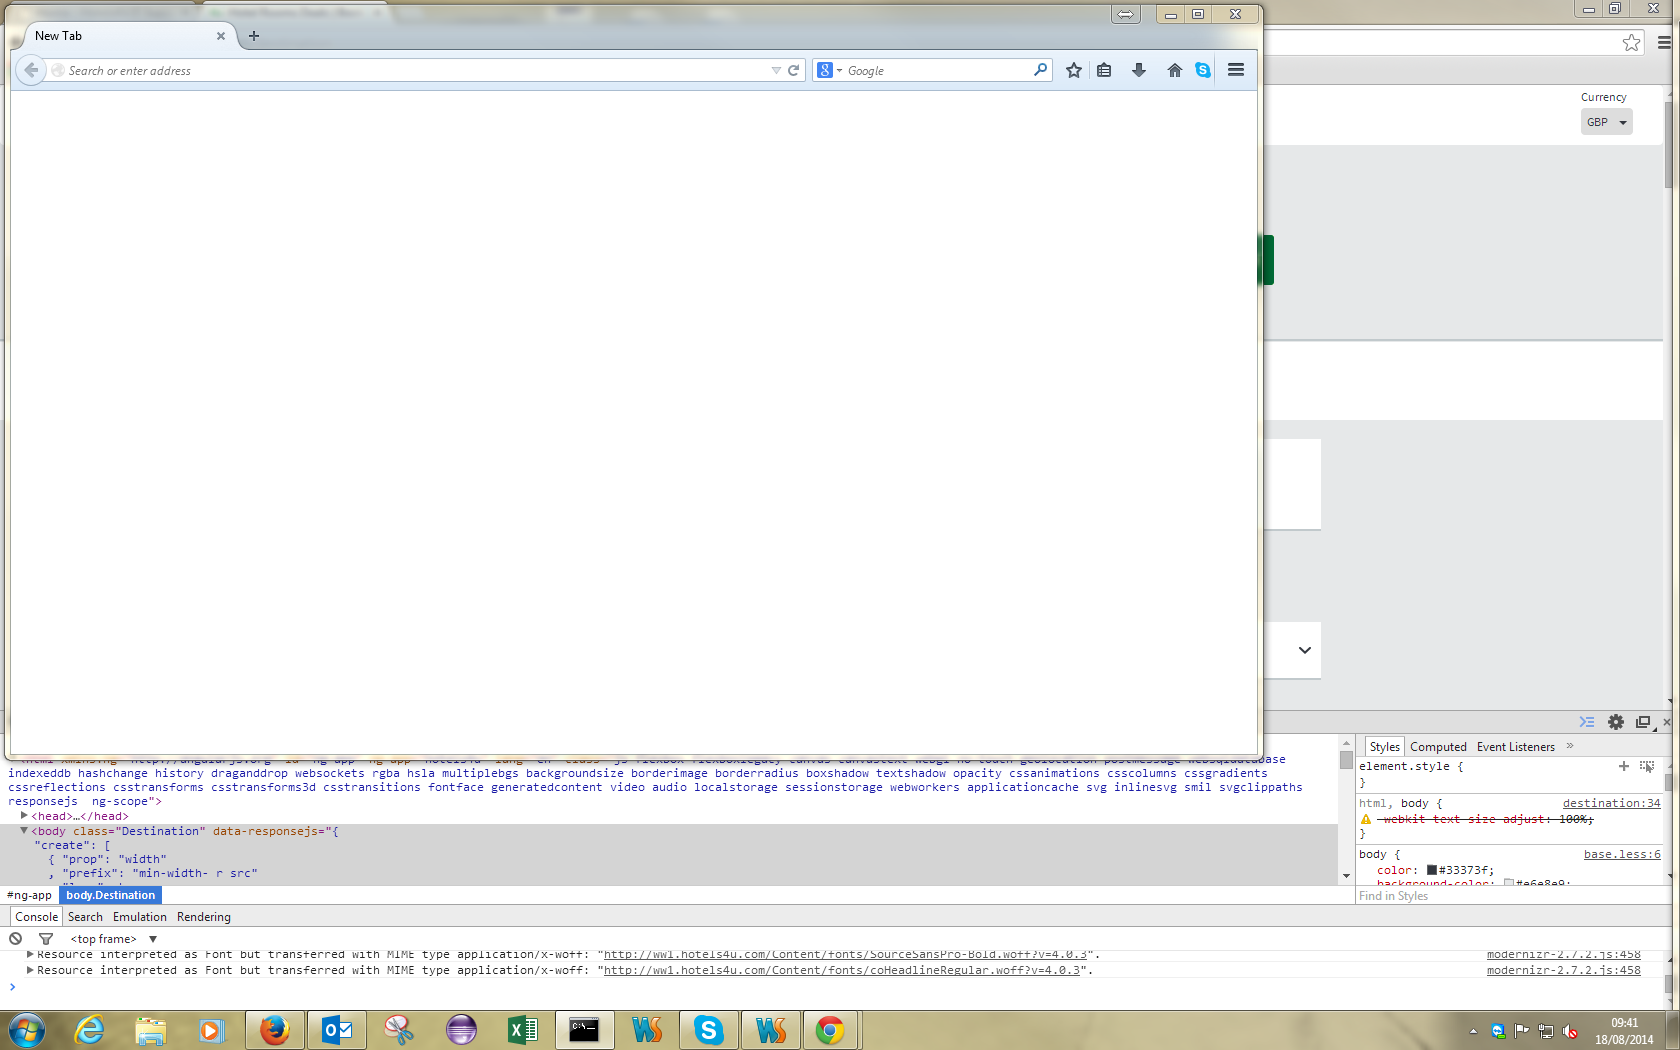 New Tab
Search or enter address
Google
Currency
GBP
indexeddb hashchange history draganddrop websockets rgba hsla multiplebgs backgroundsize borderimage borderradius boxshadow textshadow opacity cssanimations csscolumns cssgradients
cssreflections csstransforms csstransforms3d csstransitions fontface generatedcontent video audio localstorage sessionstorage webworkers applicationcache svg inlinesvg smil svgclippaths
responsejs  ng-scope">
<head>…</head>
<body class="Destination" data-responsejs="{
"create": [
{ "prop": "width"
, "prefix": "min-width- r src"
#ng-app body.Destination
Styles Computed Event Listeners »
element.style {
}
html, body { destination:34
-webkit-text-size-adjust: 100%;
}
body { base.less:6
color: #33373f;
background-color: #e6e8e9;
Find in Styles
Console Search Emulation Rendering
<top frame>
Resource interpreted as Font but transferred with MIME type application/x-woff: "http://ww1.hotels4u.com/Content/fonts/SourceSansPro-Bold.woff?v=4.0.3". modernizr-2.7.2.js:458
Resource interpreted as Font but transferred with MIME type application/x-woff: "http://ww1.hotels4u.com/Content/fonts/coHeadlineRegular.woff?v=4.0.3". modernizr-2.7.2.js:458
09:41
18/08/2014